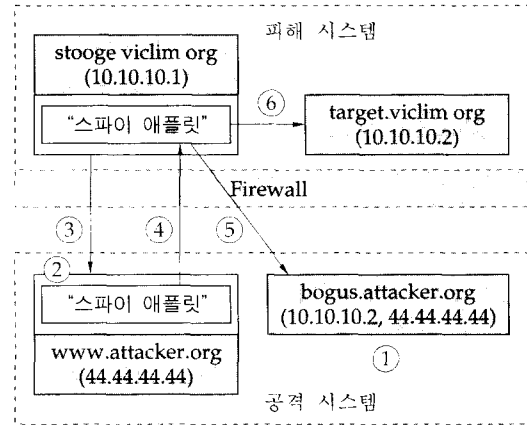 피해 시스템
stooge viclim org
(10.10.10.1)
"스파이 애플릿"
⑥
target.viclim org
(10.10.10.2)
Firewall
③
④
⑤
②
"스파이 애플릿"
www.attacker.org
(44.44.44.44)
bogus.attacker.org
(10.10.10.2, 44.44.44.44)
①
공격 시스템